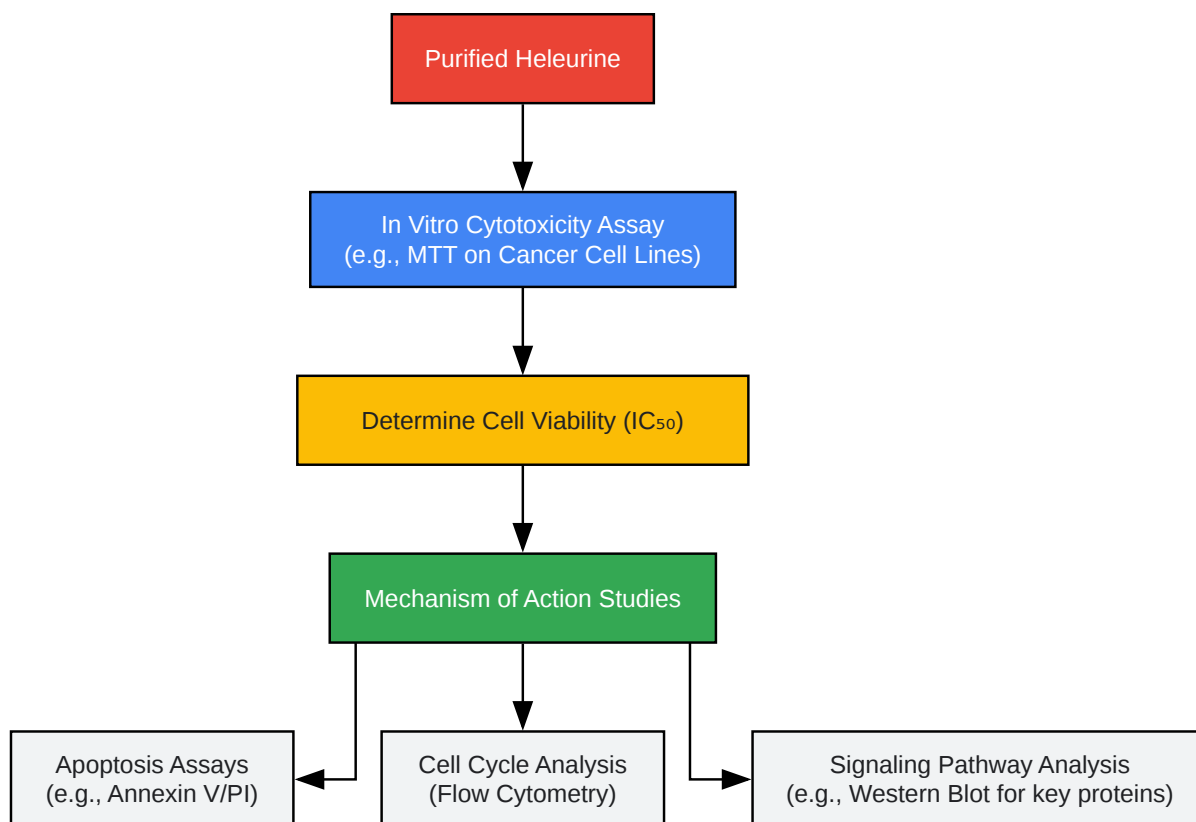 Purified Heleurine
In Vitro Cytotoxicity Assay
(e.g., MTT on Cancer Cell Lines)
Determine Cell Viability (IC₅₀)
Mechanism of Action Studies
Apoptosis Assays
(e.g., Annexin V/PI)
Cell Cycle Analysis
(Flow Cytometry)
Signaling Pathway Analysis
(e.g., Western Blot for key proteins)